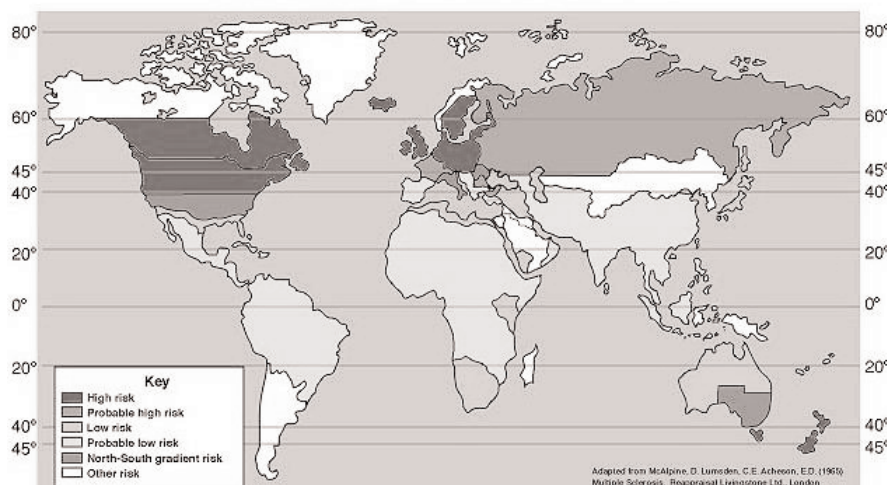 80° 80°
60° 60°
45° 45°
40° 40°
20° 20°
0° 0°
20° 20°
40° 40°
45° 45°
Key
High risk
Probable high risk
Low risk
Probable low risk
North-South gradient risk
Other risk
Adapted from McAlpine, D. Lumsden, C.E. Acheson, E.D. (1965)
Multiple Sclerosis. Reappraisal Livingstone Ltd., London